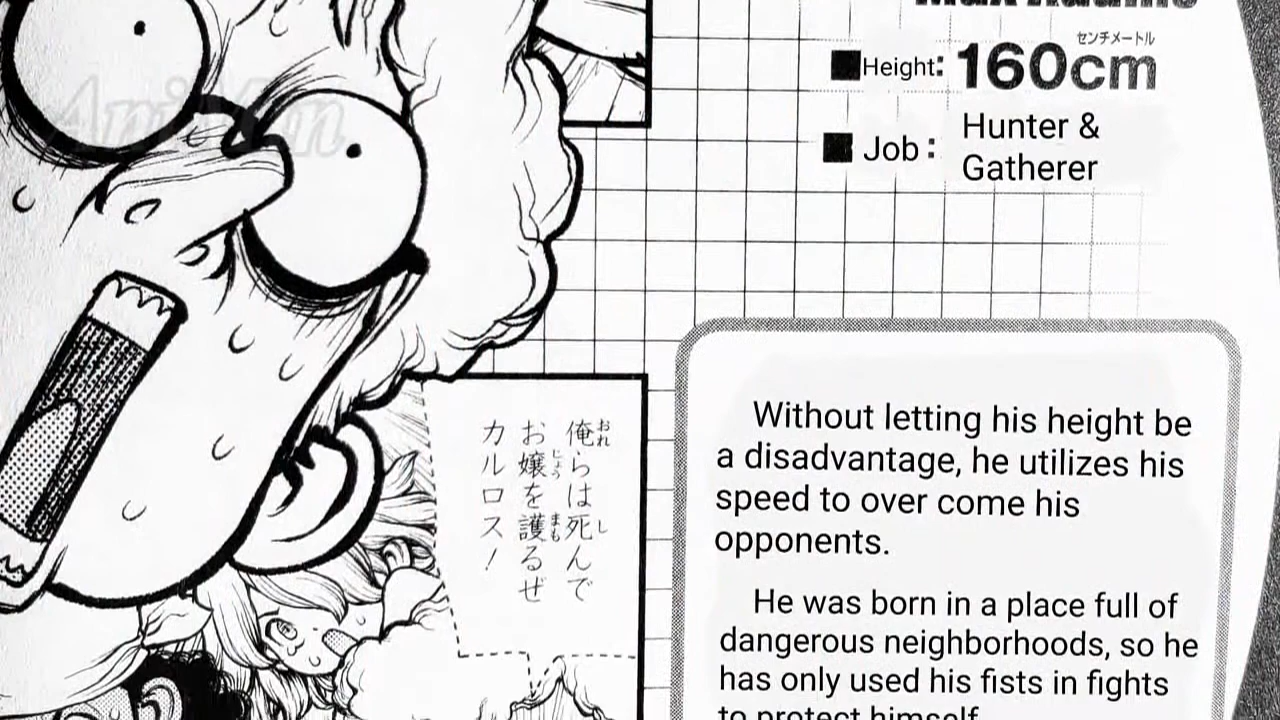 センチメートル
■Height: 160cm
■ Job : Hunter &
Gatherer
俺らは死んで
お嬢を護るぜ
カルロス！
Without letting his height be
a disadvantage, he utilizes his
speed to over come his
opponents.
He was born in a place full of
dangerous neighborhoods, so he
has only used his fists in fights
to protect himself